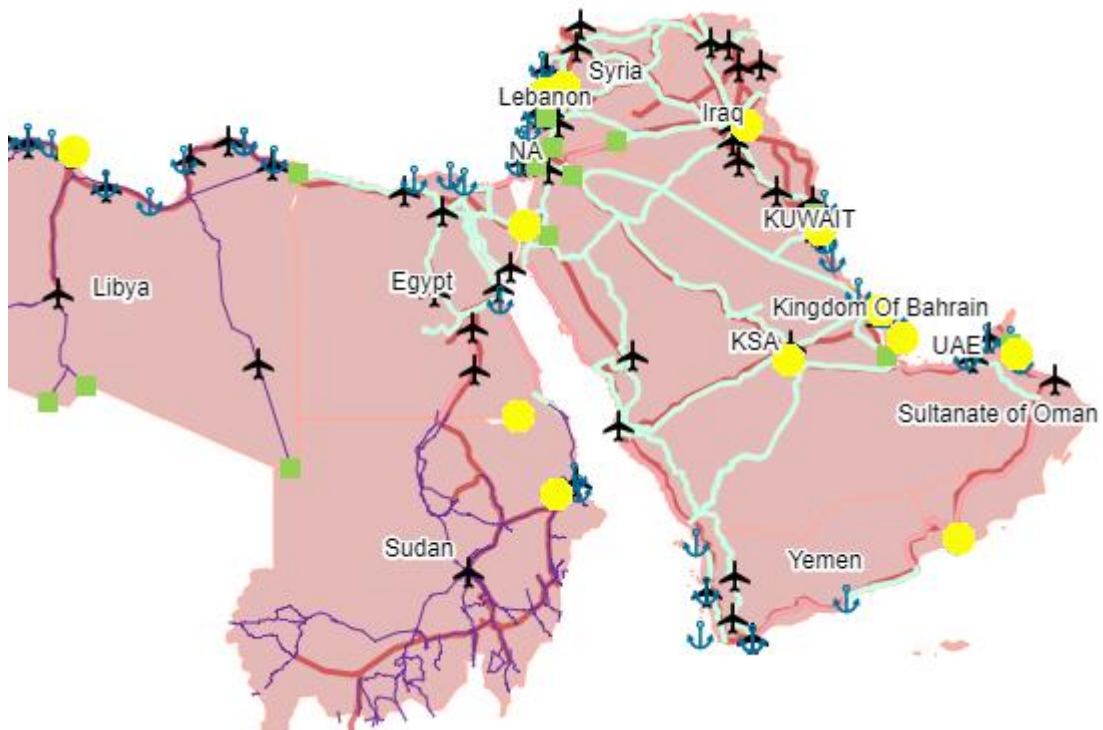 Syria
Lebanon
Iraq
NA
KUWAIT
Libya
Egypt
Kingdom Of Bahrain
KSA
UAE
Sultanate of Oman
Sudan
Yemen